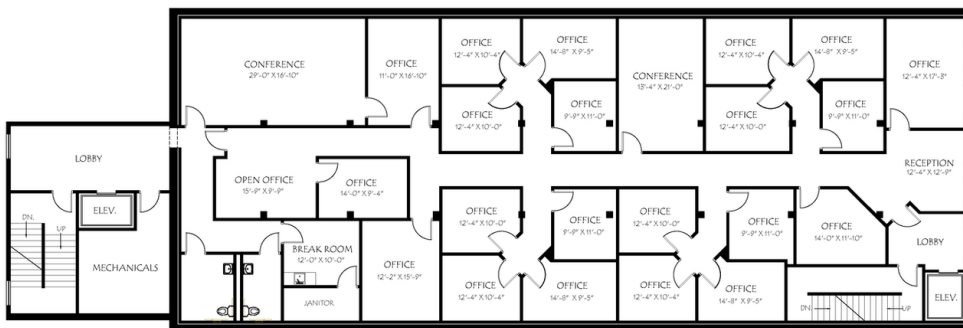 CONFERENCE
29'-0" X 16'-10"
OFFICE
11'-0" X 16'-10"
OFFICE
12'-4" X 10'-4"
OFFICE
14'-8" X 9'-5"
CONFERENCE
13'-4" X 21'-0"
OFFICE
12'-4" X 10'-4"
OFFICE
14'-8" X 9'-5"
OFFICE
12'-4" X 17'-8"
OFFICE
12'-4" X 10'-0"
OFFICE
9'-9" X 11'-0"
OFFICE
12'-4" X 10'-0"
OFFICE
9'-9" X 11'-0"
LOBBY
OPEN OFFICE
15'-9" X 9'-9"
OFFICE
14'-0" X 9'-4"
RECEPTION
12'-4" X 12'-9"
DN.
UP
ELEV.
MECHANICALS
BREAK ROOM
12'-0" X 10'-0"
JANITOR
OFFICE
12'-2" X 15'-9"
OFFICE
12'-4" X 10'-0"
OFFICE
9'-9" X 11'-0"
OFFICE
12'-4" X 10'-0"
OFFICE
9'-9" X 11'-0"
OFFICE
14'-0" X 11'-10"
LOBBY
OFFICE
12'-4" X 10'-4"
OFFICE
14'-8" X 9'-5"
OFFICE
12'-4" X 10'-4"
OFFICE
14'-8" X 9'-5"
DN.
UP
ELEV.